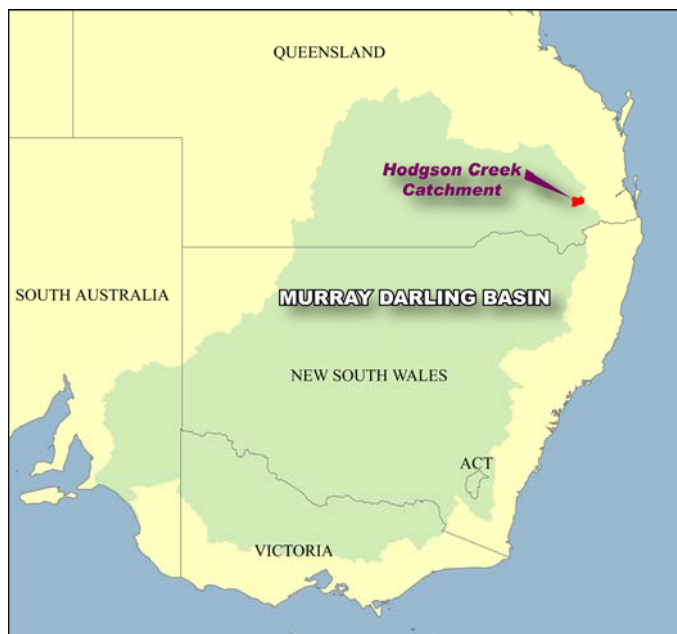 QUEENSLAND
Hodgson Creek
Catchment
SOUTH AUSTRALIA
MURRAY DARLING BASIN
NEW SOUTH WALES
ACT
VICTORIA